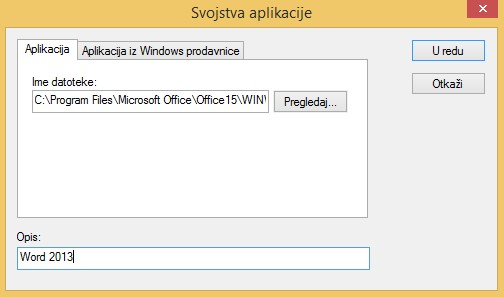 Svojstva aplikacije
Aplikacija
Aplikacija iz Windows prodavnice
U redu
Otkaži
Ime datoteke:
C:\Program Files\Microsoft Office\Office15\WIN\
Pregledaj...
Opis:
Word 2013